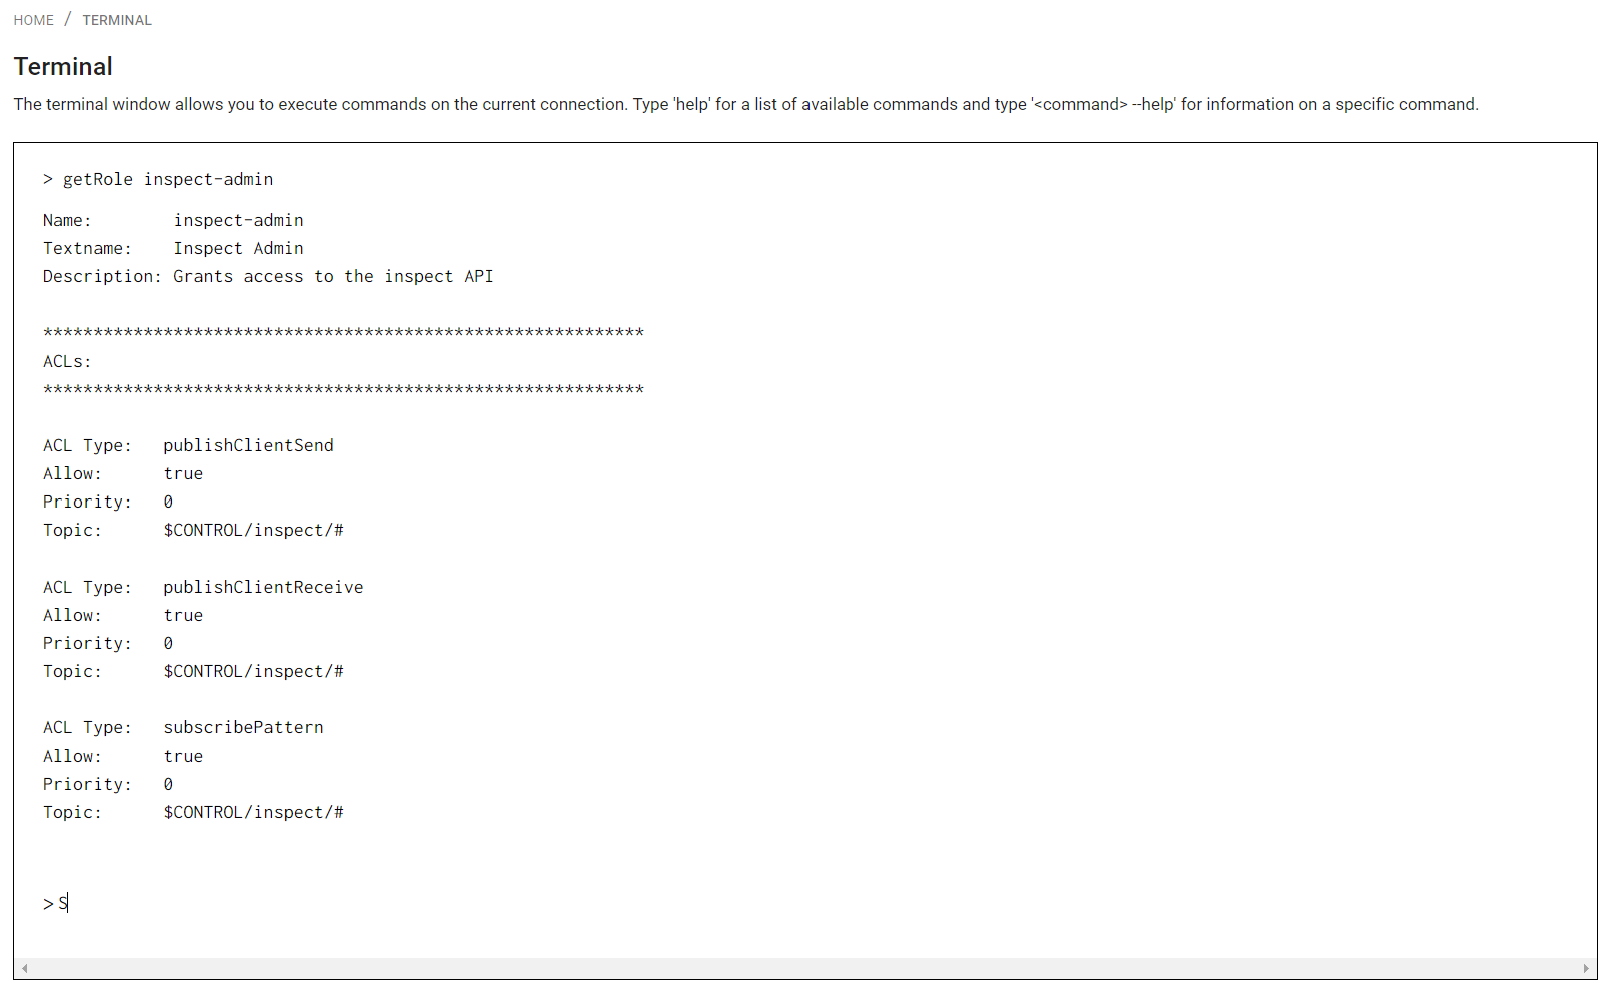 HOME / TERMINAL
Terminal
The terminal window allows you to execute commands on the current connection. Type 'help' for a list of available commands and type '<command> --help' for information on a specific command.
> getRole inspect-admin
Name: inspect-admin
Textname: Inspect Admin
Description: Grants access to the inspect API
************************************************************
ACLs:
************************************************************
ACL Type: publishClientSend
Allow: true
Priority: 0
Topic: $CONTROL/inspect/#
ACL Type: publishClientReceive
Allow: true
Priority: 0
Topic: $CONTROL/inspect/#
ACL Type: subscribePattern
Allow: true
Priority: 0
Topic: $CONTROL/inspect/#
> S